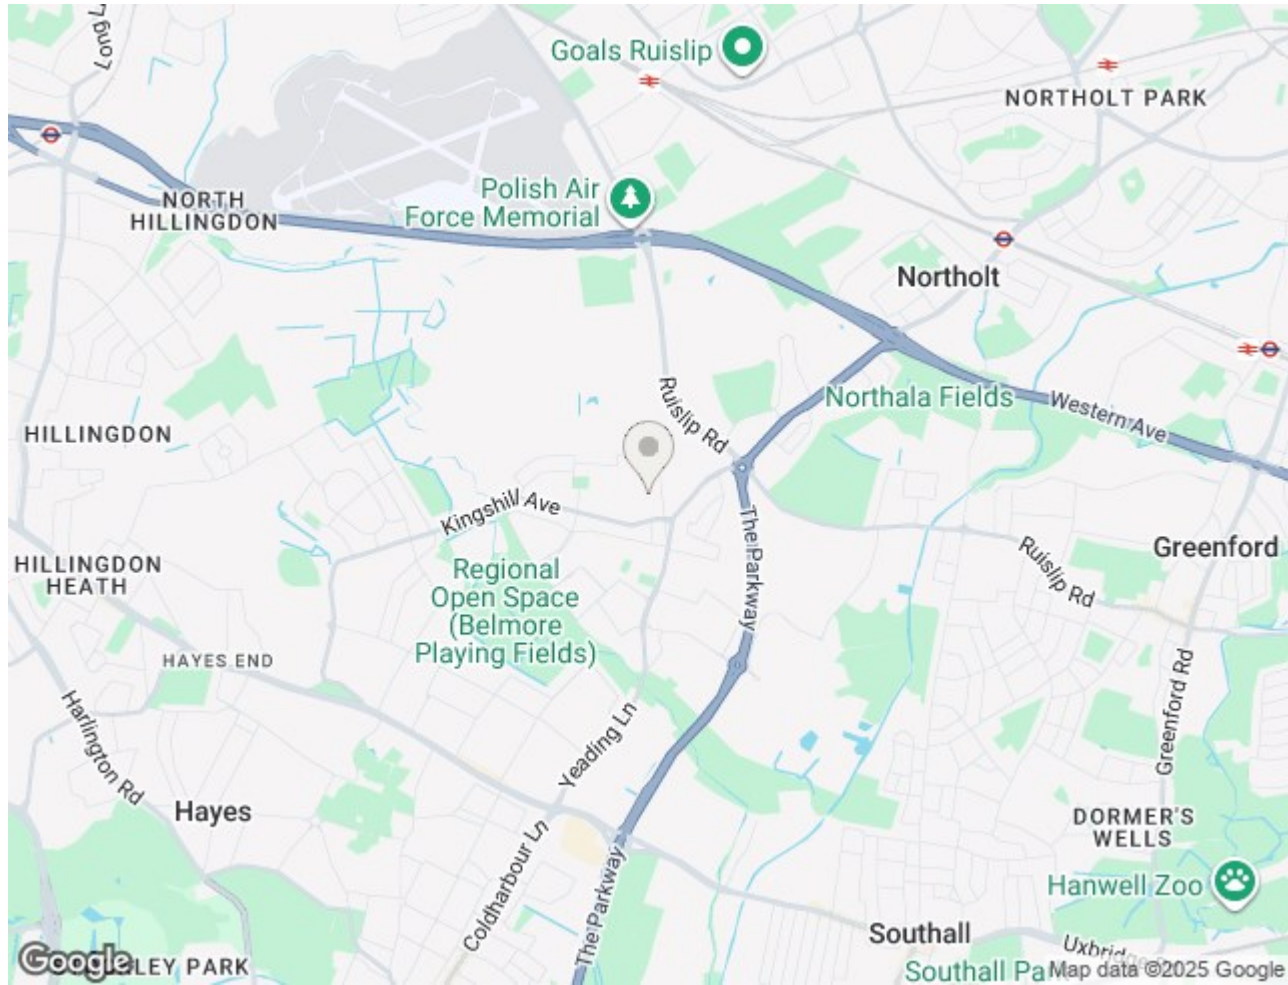 Long L
Goals Ruislip
NORTHOLT PARK
NORTH
HILLINGDON
Polish Air
Force Memorial
Northolt
Ruislip Rd
Northala Fields
Western Ave
HILLINGDON
Kingshill Ave
The Parkway
Ruislip Rd
Greenford
HILLINGDON
HEATH
Regional
Open Space
(Belmore
Playing Fields)
HAYES END
Harlington Rd
Yeading Ln
Greenford Rd
Hayes
DORMER'S
WELLS
Coldharbour Ln
The Parkway
Hanwell Zoo
Southall
Uxbridge
Southall Pa
Google
LEY PARK
Map data ©2025 Google